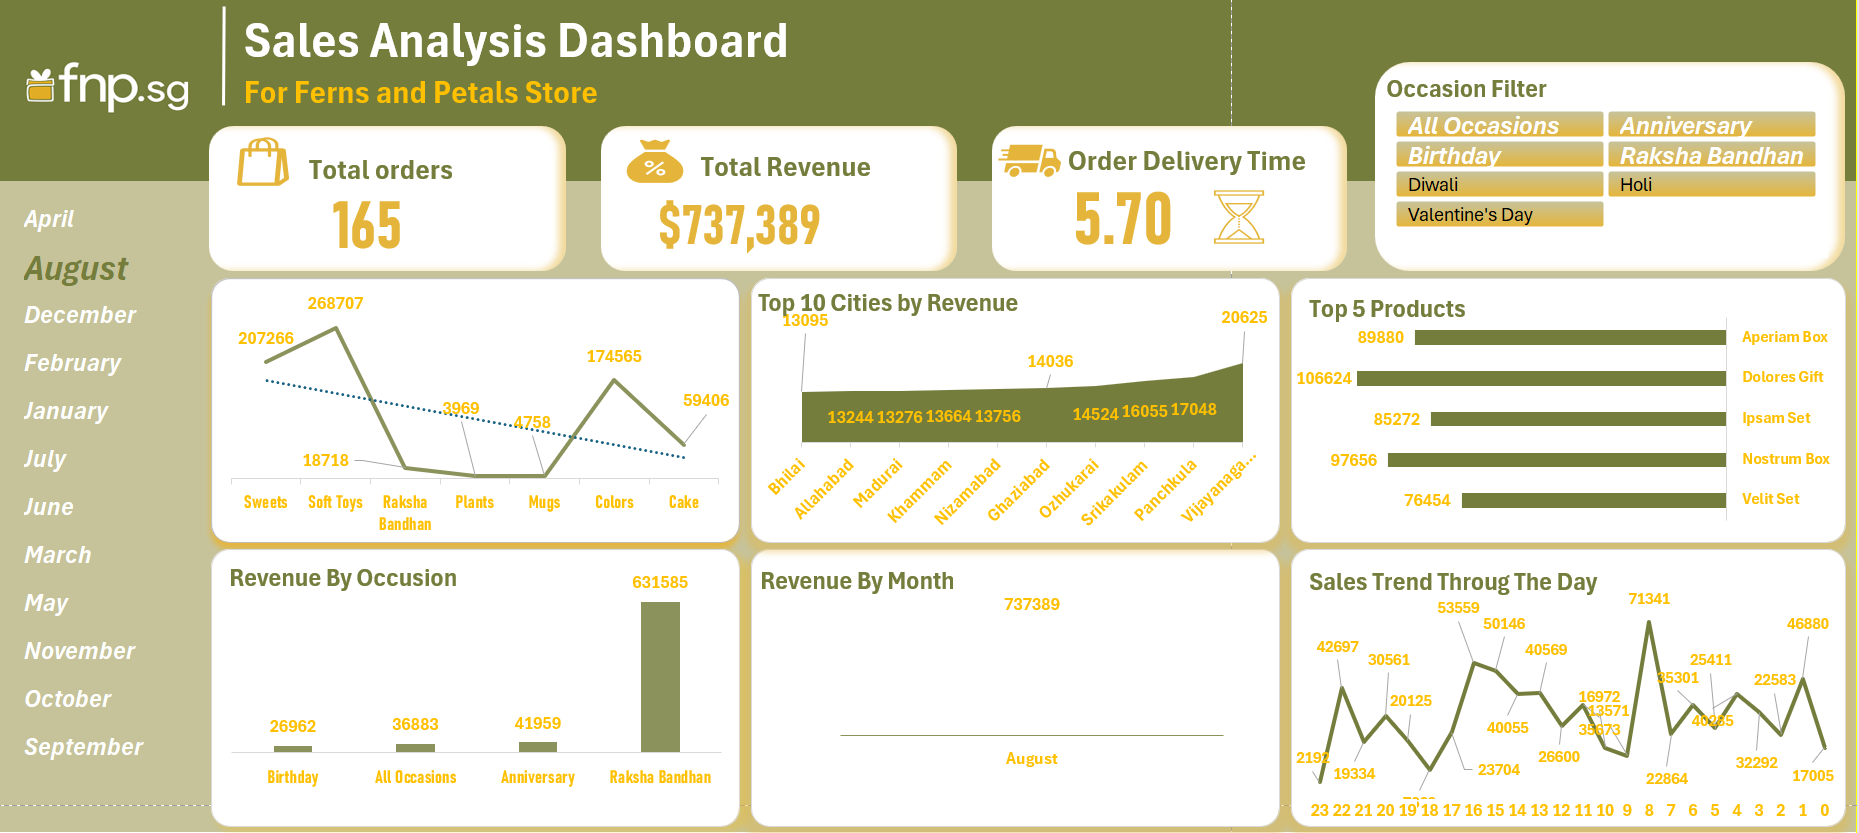 fnp.sg
Sales Analysis Dashboard
For Ferns and Petals Store
Total orders
165
%
Total Revenue
$737,389
Order Delivery Time
5.70
Occasion Filter
All Occasions
Anniversary
Birthday
Raksha Bandhan
Diwali
Holi
Valentine's Day
April
August
December
February
January
July
June
March
May
November
October
September
268707
207266
174565
3969
59406
4758
18718
Sweets Soft Toys Raksha Bandhan Plants Mugs Colors Cake
Top 10 Cities by Revenue
13095
20625
14036
13244 13276 13664 13756 14524 16055 17048
Bhilai Allahabad Madurai Khammam Nizamabad Ghaziabad Ozhukarai Srikakulam Panchkula Vijayanaga...
Top 5 Products
89880 Aperiam Box
106624 Dolores Gift
85272 Ipsam Set
97656 Nostrum Box
76454 Velit Set
Revenue By Occusion
631585
26962 36883 41959
Birthday All Occasions Anniversary Raksha Bandhan
Revenue By Month
737389
August
Sales Trend Throug The Day
71341
53559
50146
46880
42697
40569
30561
25411
35301
22583
20125
16972
13571
40055
35373
40285
2192
19334
23704
26600
22864
32292
17005
23 22 21 20 19 18 17 16 15 14 13 12 11 10 9 8 7 6 5 4 3 2 1 0